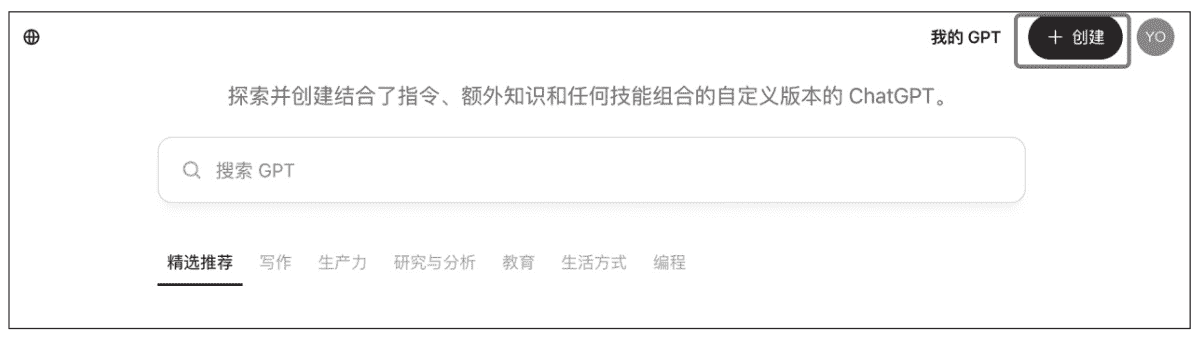 我的 GPT
+ 创建
YO
探索并创建结合了指令、额外知识和任何技能组合的自定义版本的 ChatGPT。
搜索 GPT
精选推荐 写作 生产力 研究与分析 教育 生活方式 编程